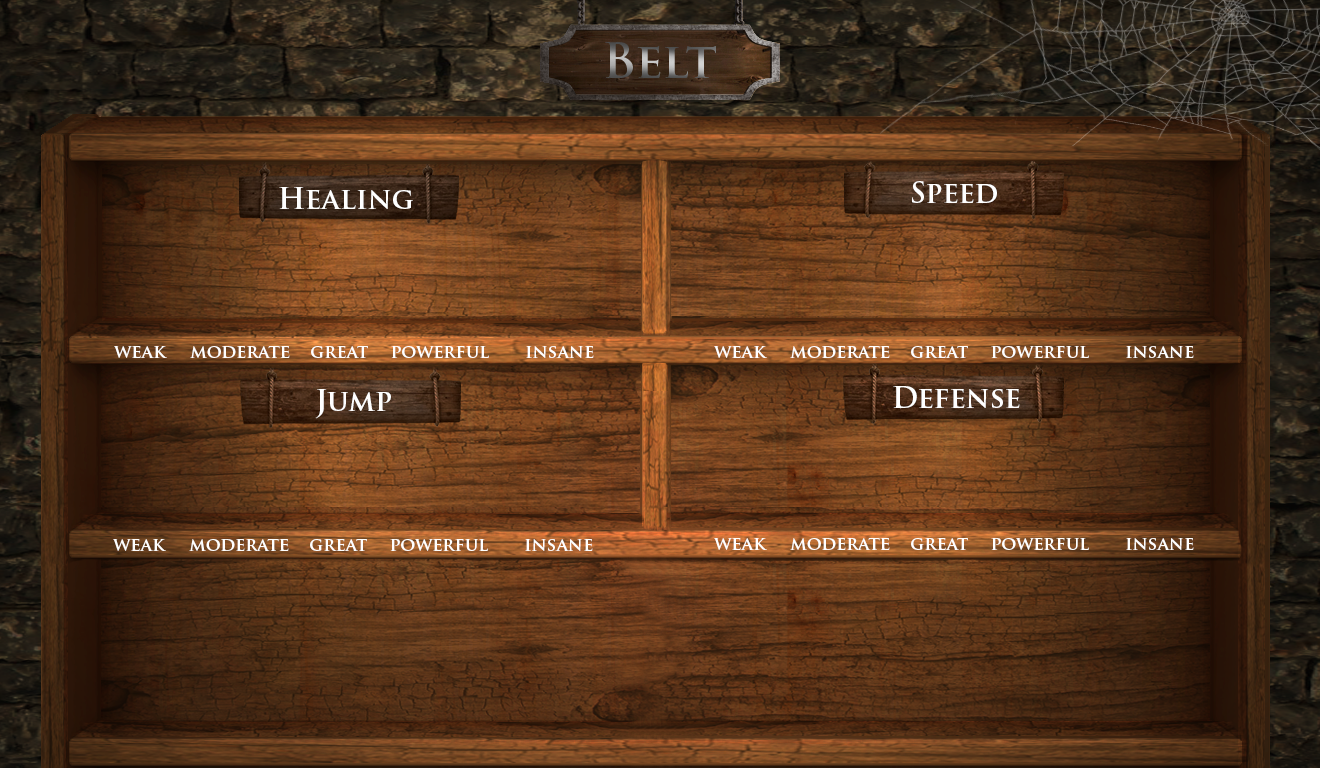 Belt
Healing
Speed
WEAK MODERATE GREAT POWERFUL INSANE
WEAK MODERATE GREAT POWERFUL INSANE
Jump
Defense
WEAK MODERATE GREAT POWERFUL INSANE
WEAK MODERATE GREAT POWERFUL INSANE